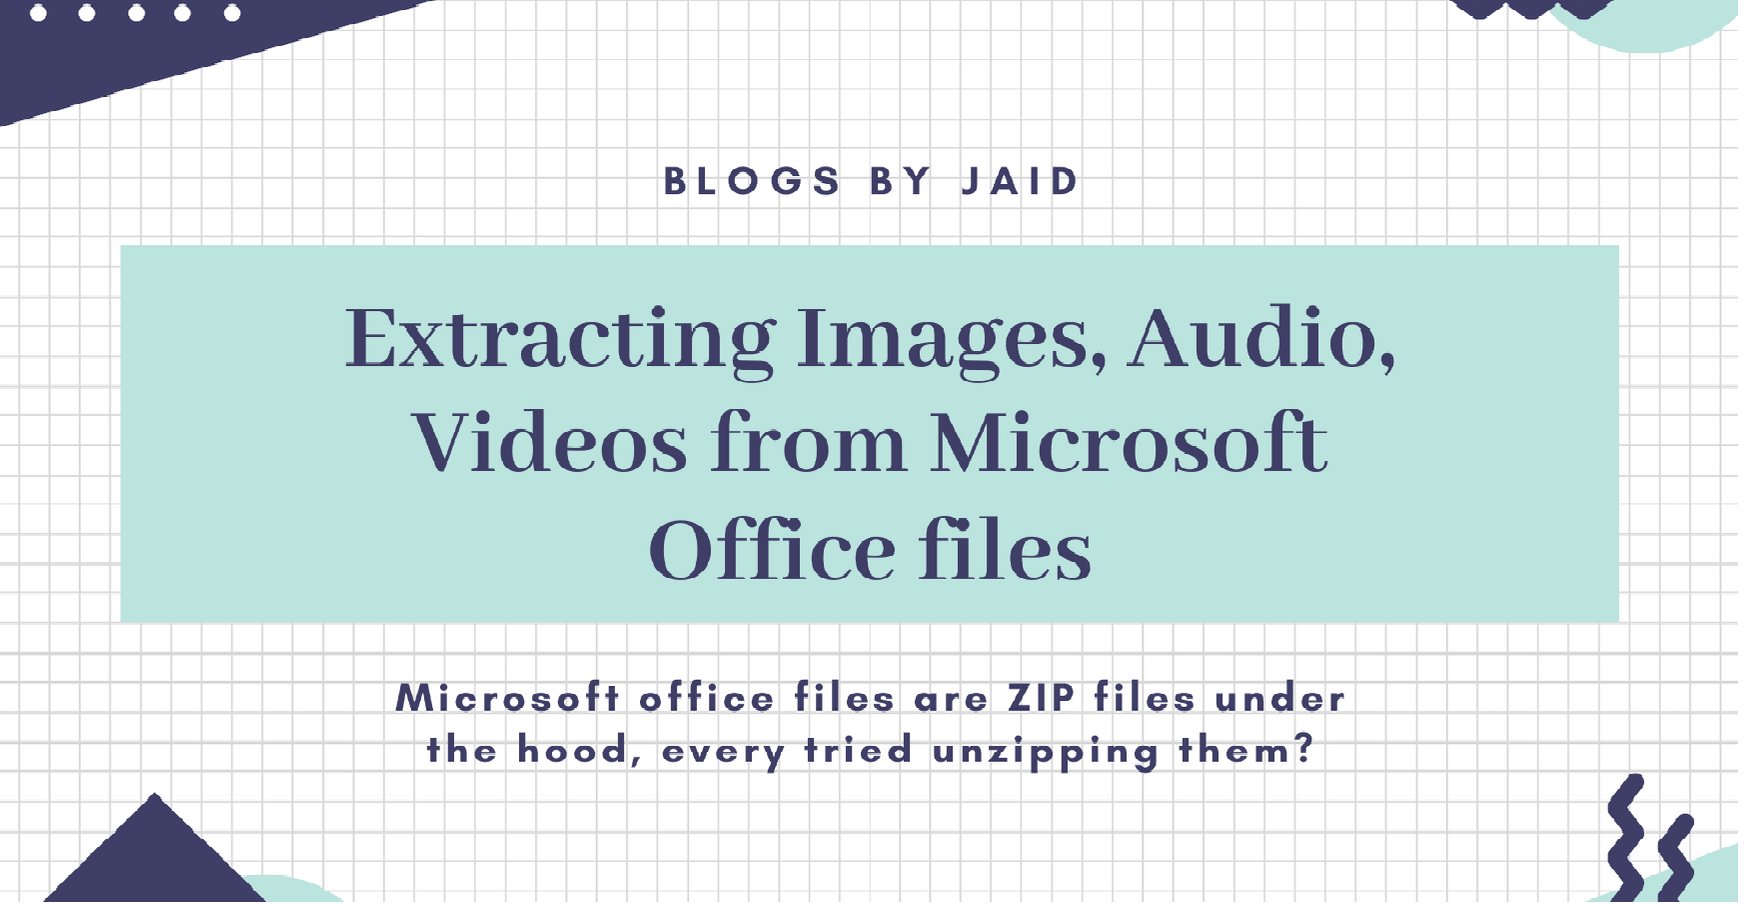 BLOGS BY JAID
Extracting Images, Audio,
Videos from Microsoft
Office files
Microsoft office files are ZIP files under
the hood, every tried unzipping them?